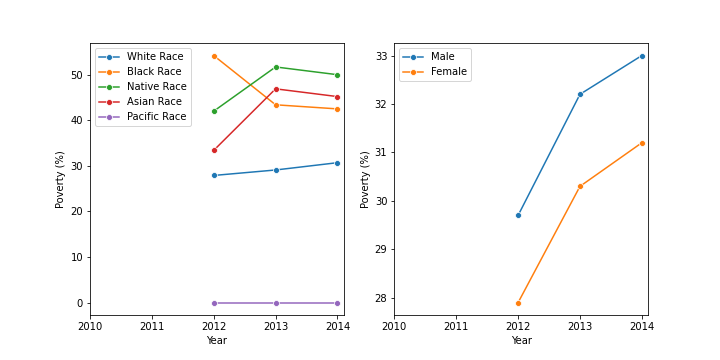 White Race
Black Race
Native Race
Asian Race
Pacific Race
50
40
30
20
10
0
Poverty (%)
2010 2011 2012 2013 2014
Year
Male
Female
33
32
31
30
29
28
Poverty (%)
2010 2011 2012 2013 2014
Year